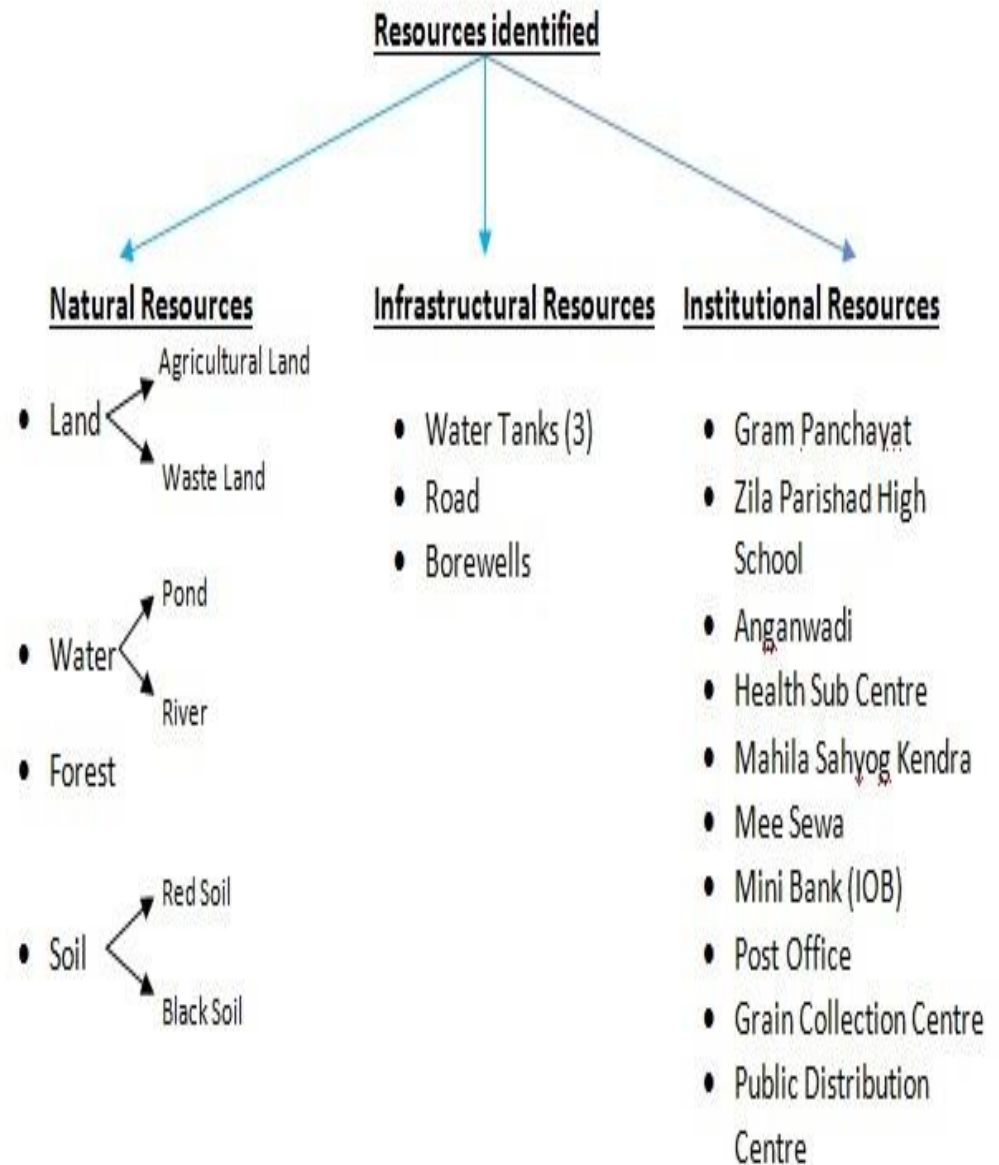 Resources identified
Natural Resources
Agricultural Land
• Land
Waste Land
Pond
• Water
River
• Forest
Red Soil
• Soil
Black Soil
Infrastructural Resources
• Water Tanks (3)
• Road
• Borewells
Institutional Resources
• Gram Panchayat
• Zila Parishad High
School
• Anganwadi
• Health Sub Centre
• Mahila Sahyog Kendra
• Mee Sewa
• Mini Bank (IOB)
• Post Office
• Grain Collection Centre
• Public Distribution
Centre